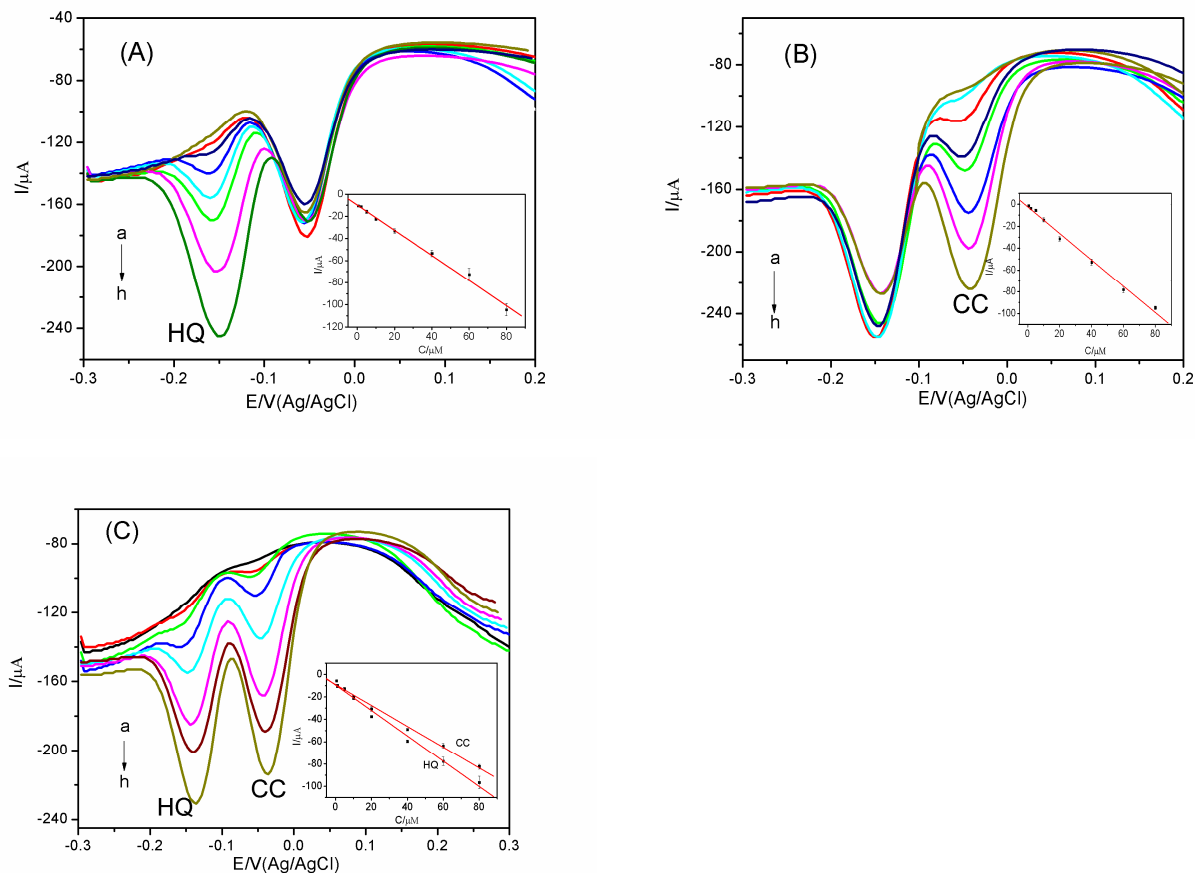 (A)
I/μA
-40
-80
-120
-160
-200
-240
a
h
HQ
-0.3 -0.2 -0.1 0.0 0.1 0.2
E/V(Ag/AgCl)
I/μA
0
-20
-40
-60
-80
-100
-120
0 20 40 60 80
C/μM
(B)
I/μA
-80
-120
-160
-200
-240
a
h
CC
-0.3 -0.2 -0.1 0.0 0.1 0.2
E/V(Ag/AgCl)
I/μA
0
-20
-40
-60
-80
-100
0 20 40 60 80
C/μM
(C)
I/μA
-80
-120
-160
-200
-240
a
h
HQ
CC
-0.3 -0.2 -0.1 0.0 0.1 0.2 0.3
E/V(Ag/AgCl)
I/μA
0
-20
-40
-60
-80
-100
CC
HQ
0 20 40 60 80
C/μM